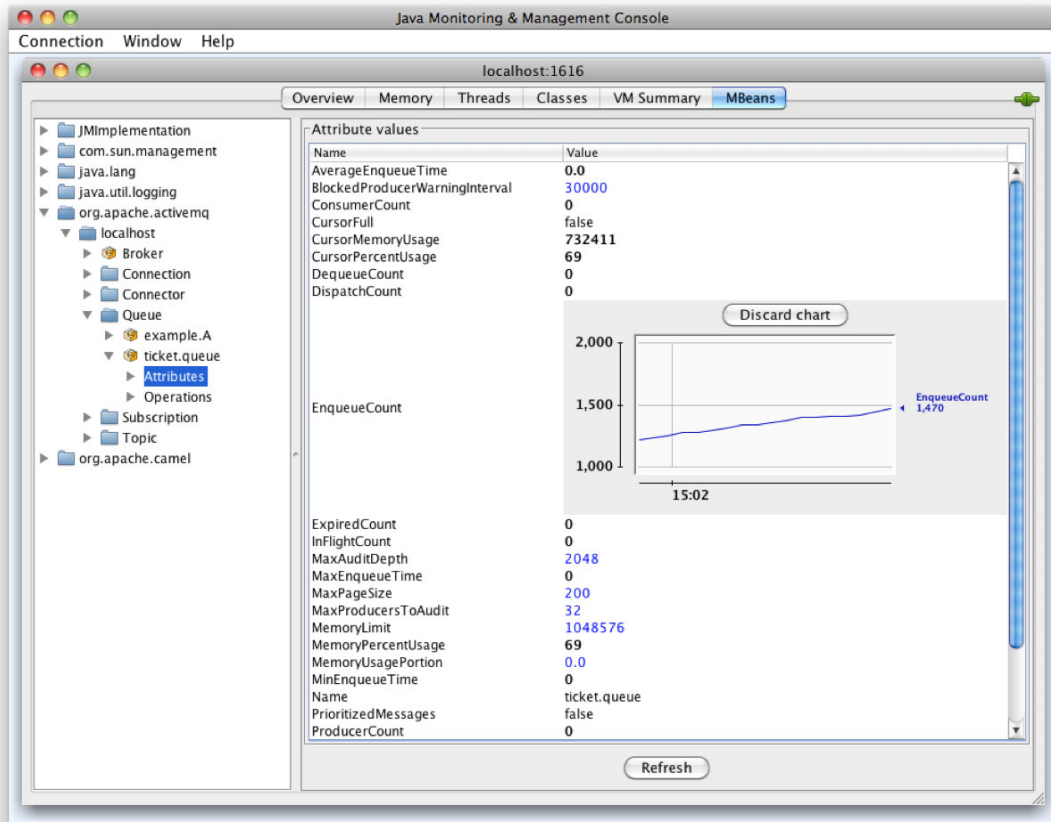 Java Monitoring & Management Console
Connection Window Help
localhost:1616
Overview Memory Threads Classes VM Summary MBeans
JMImplementation
com.sun.management
java.lang
java.util.logging
org.apache.activemq
localhost
Broker
Connection
Connector
Queue
example.A
ticket.queue
Attributes
Operations
Subscription
Topic
org.apache.camel
Attribute values
Name Value
AverageEnqueueTime 0.0
BlockedProducerWarningInterval 30000
ConsumerCount 0
CursorFull false
CursorMemoryUsage 732411
CursorPercentUsage 69
DequeueCount 0
DispatchCount 0
Discard chart
2,000
EnqueueCount 1,500
EnqueueCount
1,470
1,000
15:02
ExpiredCount 0
InFlightCount 0
MaxAuditDepth 2048
MaxEnqueueTime 0
MaxPageSize 200
MaxProducersToAudit 32
MemoryLimit 1048576
MemoryPercentUsage 69
MemoryUsagePortion 0.0
MinEnqueueTime 0
Name ticket.queue
PrioritizedMessages false
ProducerCount 0
Refresh